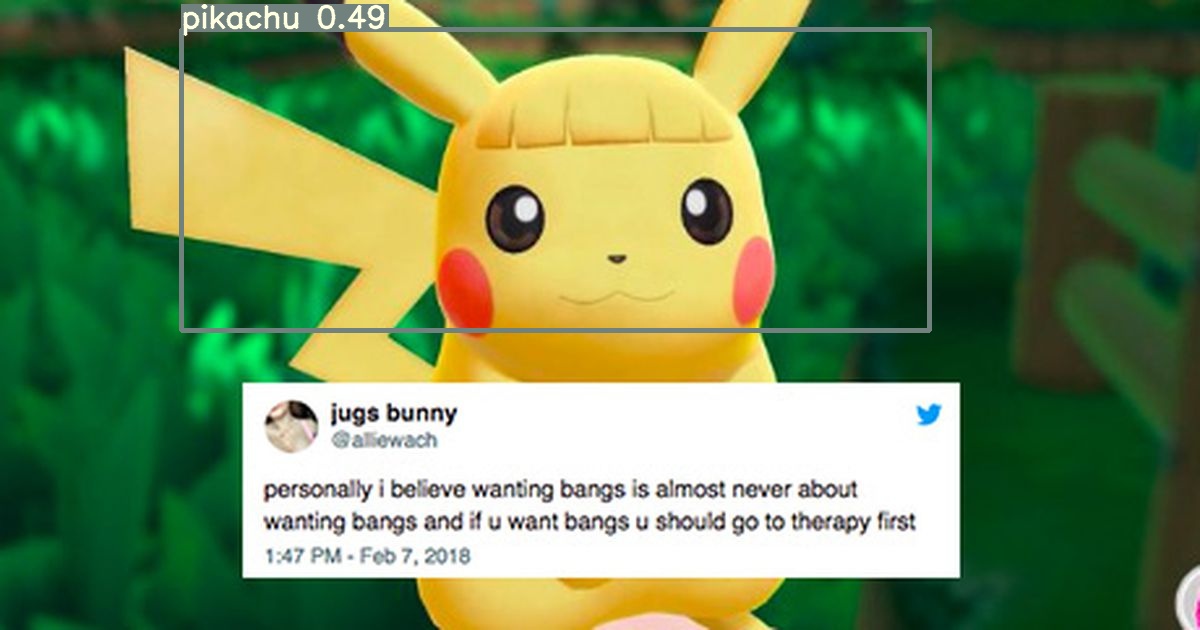 pikachu 0.49
jugs bunny
@alliewach
personally i believe wanting bangs is almost never about
wanting bangs and if u want bangs u should go to therapy first
1:47 PM - Feb 7, 2018